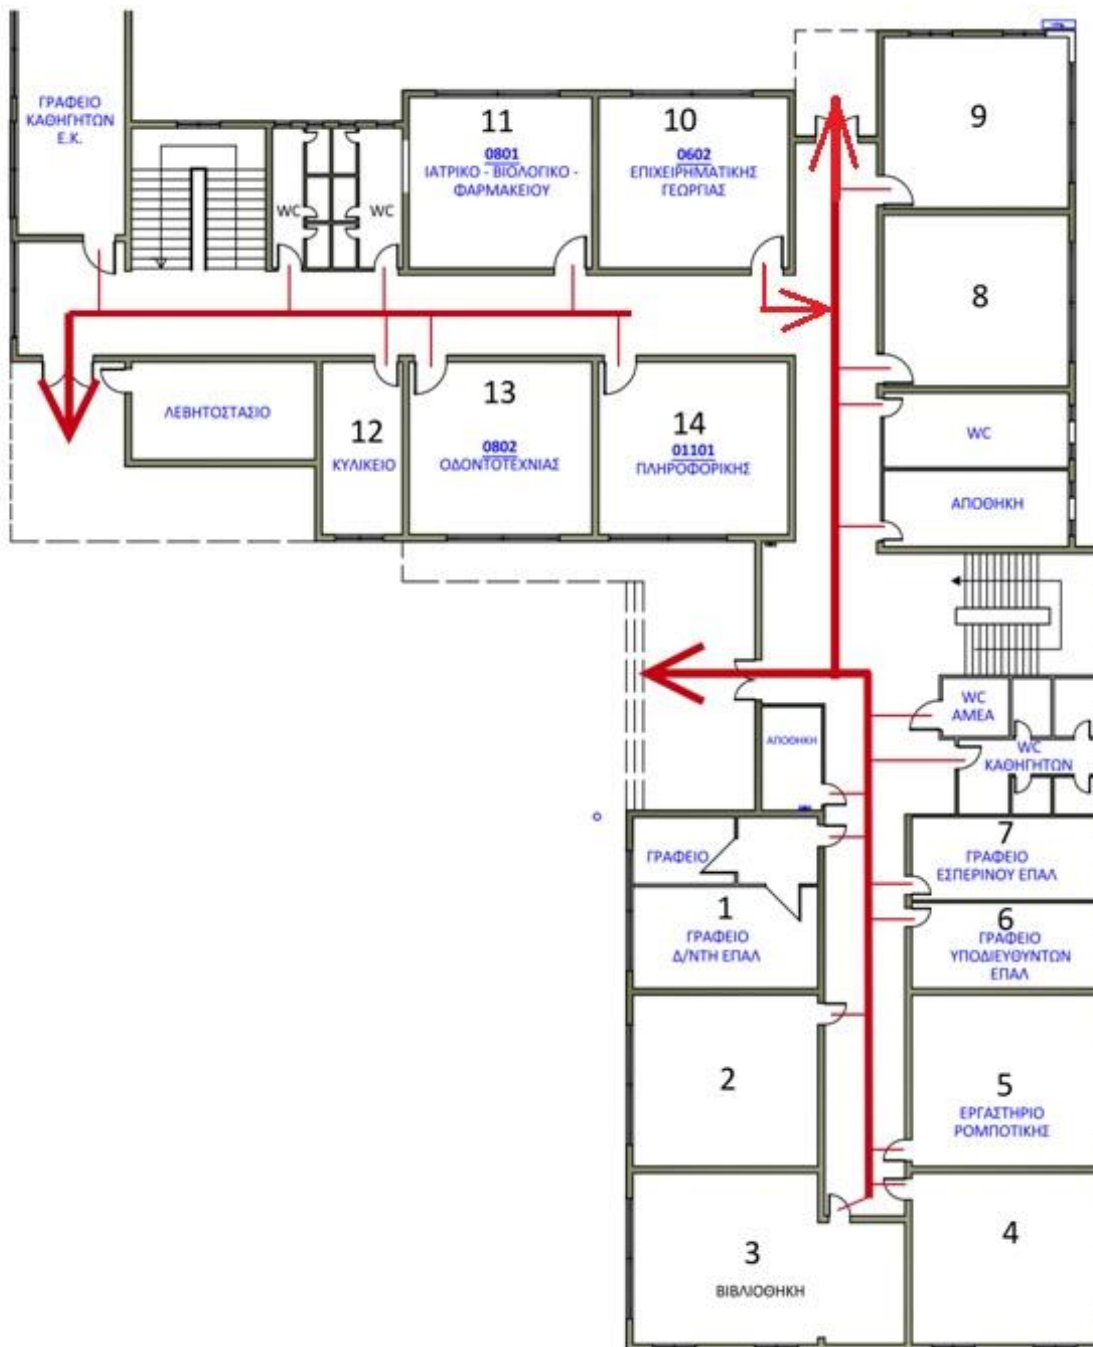 ΓΡΑΦΕΙΟ
ΚΑΘΗΓΗΤΩΝ
Ε.Κ.
WC
WC
11
0801
ΙΑΤΡΙΚΟ - ΒΙΟΛΟΓΙΚΟ -
ΦΑΡΜΑΚΕΙΟΥ
10
0602
ΕΠΙΧΕΙΡΗΜΑΤΙΚΗΣ
ΓΕΩΡΓΙΑΣ
9
8
ΛΕΒΗΤΟΣΤΑΣΙΟ
12
ΚΥΛΙΚΕΙΟ
13
0802
ΟΔΟΝΤΟΤΕΧΝΙΑΣ
14
01101
ΠΛΗΡΟΦΟΡΙΚΗΣ
WC
ΑΠΟΘΗΚΗ
WC
ΑΜΕΑ
WC
ΚΑΘΗΓΗΤΩΝ
ΑΠΟΘΗΚΗ
ΓΡΑΦΕΙΟ
1
ΓΡΑΦΕΙΟ
Δ/ΝΤΗ ΕΠΑΛ
7
ΓΡΑΦΕΙΟ
ΕΣΠΕΡΙΝΟΥ ΕΠΑΛ
6
ΓΡΑΦΕΙΟ
ΥΠΟΔΙΕΥΘΥΝΤΩΝ
ΕΠΑΛ
2
5
ΕΡΓΑΣΤΗΡΙΟ
ΡΟΜΠΟΤΙΚΗΣ
3
ΒΙΒΛΙΟΘΗΚΗ
4